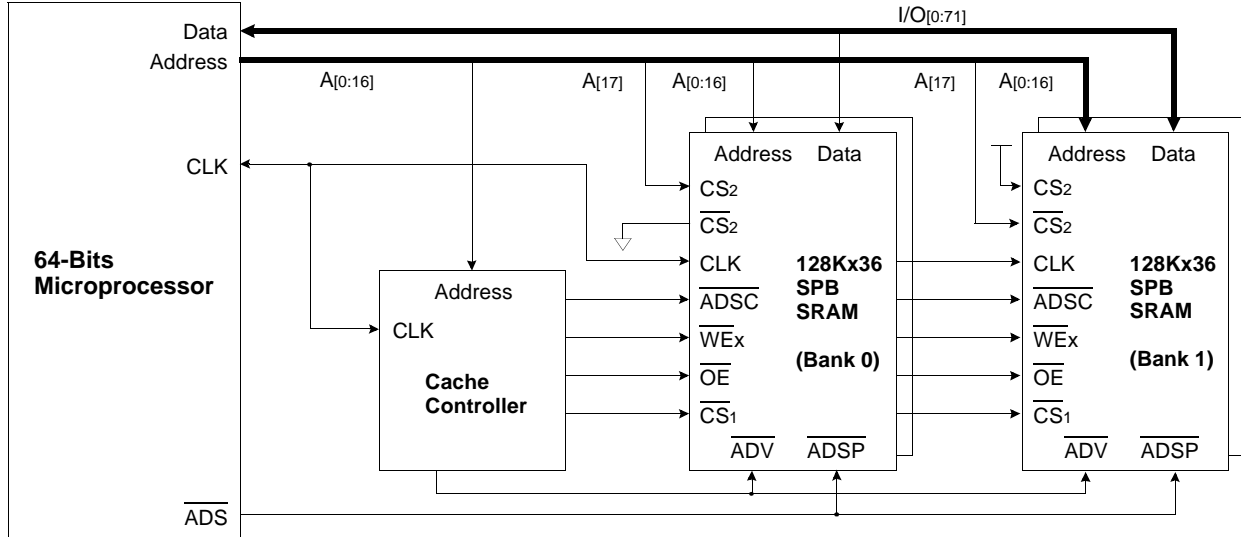 I/O[0:71]
Data
Address
A[0:16]
A[17]
A[0:16]
A[17]
A[0:16]
CLK
64-Bits
Microprocessor
ADS
Address
CLK
Cache
Controller
Address Data
CS2
CS2
CLK
ADSC
WEx
OE
CS1
128Kx36
SPB
SRAM
(Bank 0)
ADV ADSP
Address Data
CS2
CS2
CLK
ADSC
WEx
OE
CS1
128Kx36
SPB
SRAM
(Bank 1)
ADV ADSP